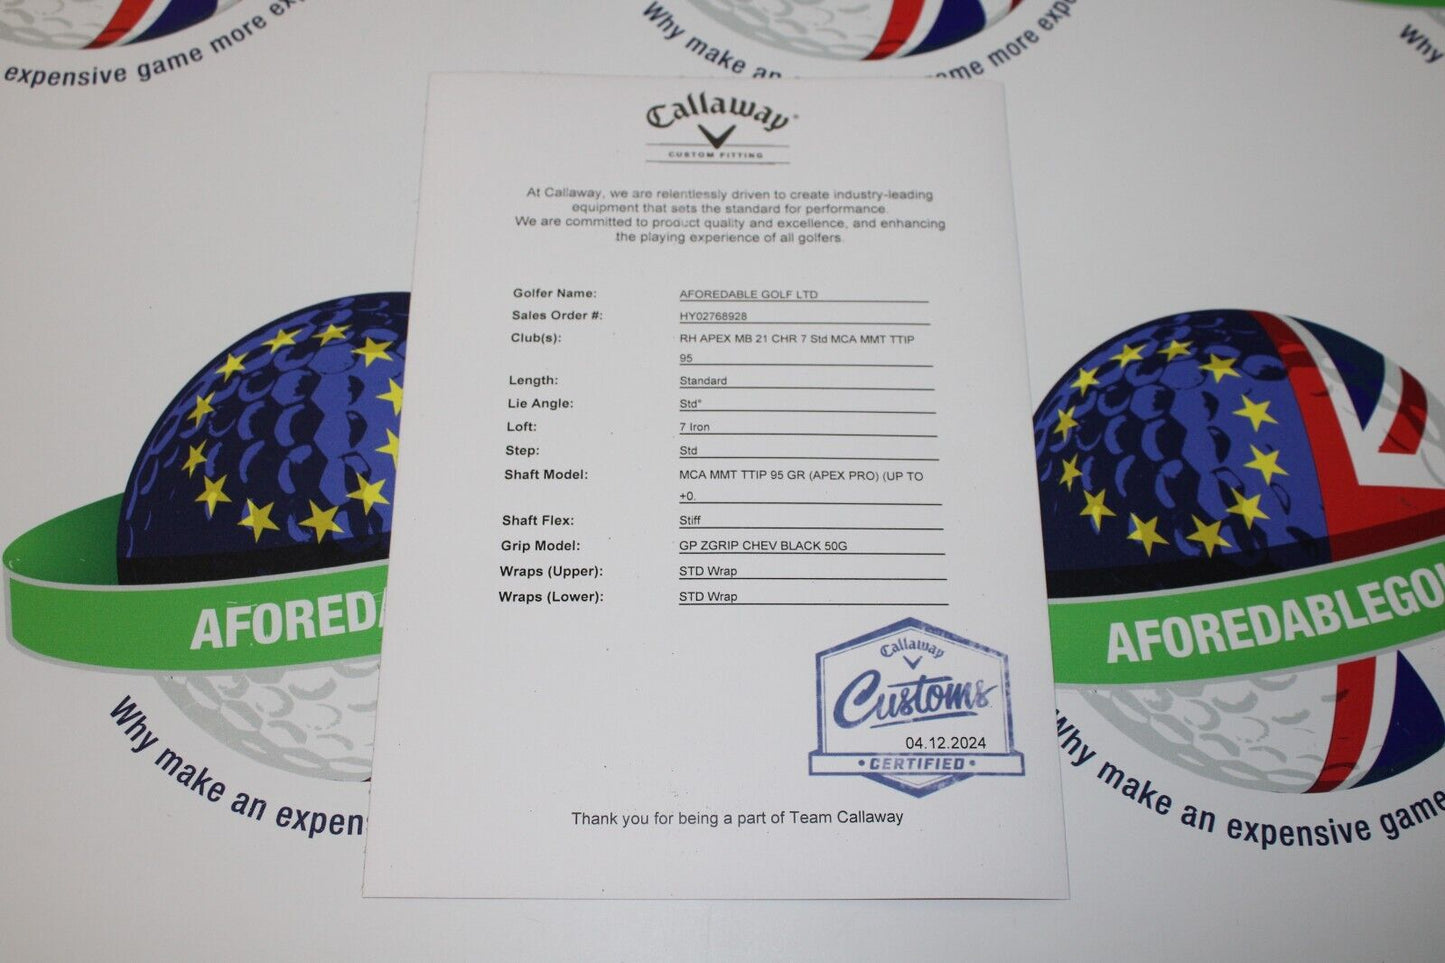 expensive game more
Why make an
game more
Why
Callaway
CUSTOM FITTING
At Callaway, we are relentlessly driven to create industry-leading
equipment that sets the standard for performance.
We are committed to product quality and excellence, and enhancing
the playing experience of all golfers.
Golfer Name: AFOREDABLE GOLF LTD
Sales Order #: HY02768928
Club(s): RH APEX MB 21 CHR 7 Std MCA MMT TTIP
95
Length: Standard
Lie Angle: Std°
Loft: 7 Iron
Step: Std
Shaft Model: MCA MMT TTIP 95 GR (APEX PRO) (UP TO
+0.
Shaft Flex: Stiff
Grip Model: GP ZGRIP CHEV BLACK 50G
Wraps (Upper): STD Wrap
Wraps (Lower): STD Wrap
Callaway
Customs
04.12.2024
• CERTIFIED •
Thank you for being a part of Team Callaway
AFOREDA
Why make an expen
AFOREDABLEGO
Why make an expensive game